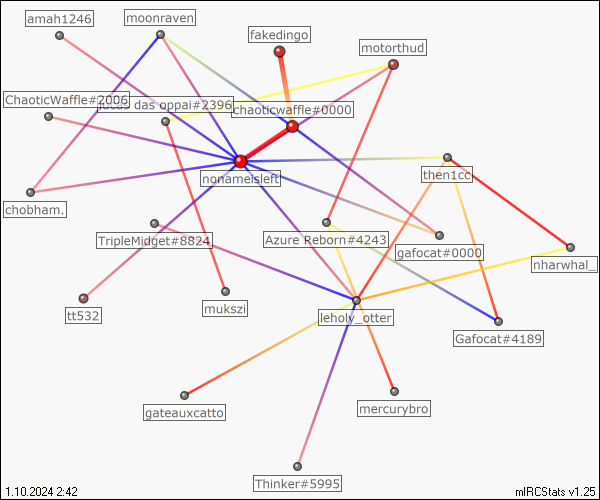 amah1246
moonraven
fakedingo
motorthud
ChaoticWaffle#2006
das oppai#2396
chaoticwaffle#0000
nonameisleft
then1cc
chobham.
TripleMidget#8824
Azure Reborn#4243
gafocat#0000
nharwhal_
tt532
mukszi
leholy_otter
Gafocat#4189
gateauxcatto
mercurybro
Thinker#5995
1.10.2024 2:42
mIRCStats v1.25